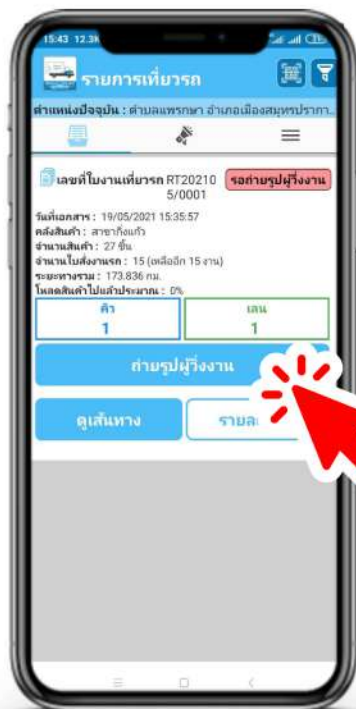 15:43 12.3K
รายการเที่ยวรถ
ตำแหน่งปัจจุบัน : ตำบลแพรกษา อำเภอเมืองสมุทรปรากา..
เลขที่ใบงานเที่ยวรถ RT20210
5/0001
รอถ่ายรูปผู้วิ่งงาน
วันที่เอกสาร : 19/05/2021 15:35:57
คลังสินค้า : สาขากิ่งแก้ว
จำนวนสินค้า : 27 ชิ้น
จำนวนใบสั่งงานรถ : 15 (เหลืออีก 15 งาน)
ระยะทางรวม : 173.836 กม.
โหลดสินค้าไปแล้วประมาณ : 0%
คิว
1
เลน
1
ถ่ายรูปผู้วิ่งงาน
ดูเส้นทาง